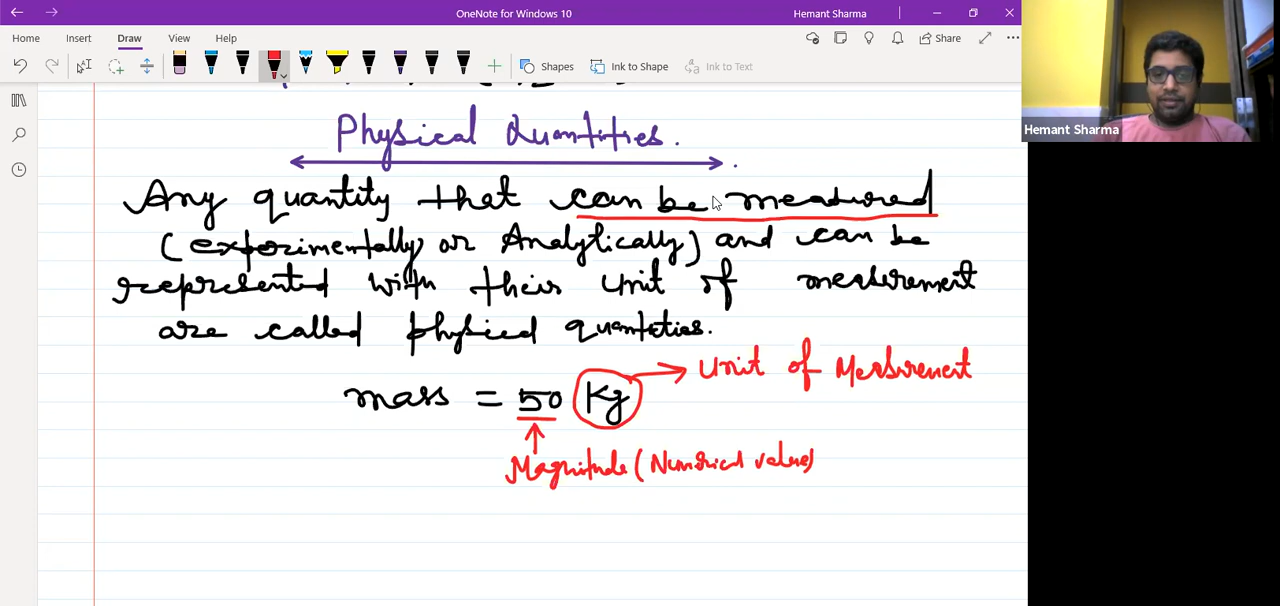 OneNote for Windows 10
Hemant Sharma
Home Insert Draw View Help
Share
Shapes Ink to Shape Ink to Text
Physical Quantities.
Any quantity that can be measured
(experimentally or Analytically) and can be
represented with their unit of measurement
are called physical quantities.
mass = 50 Kg → Unit of Measurement
Magnitude (Numerical values)
Hemant Sharma